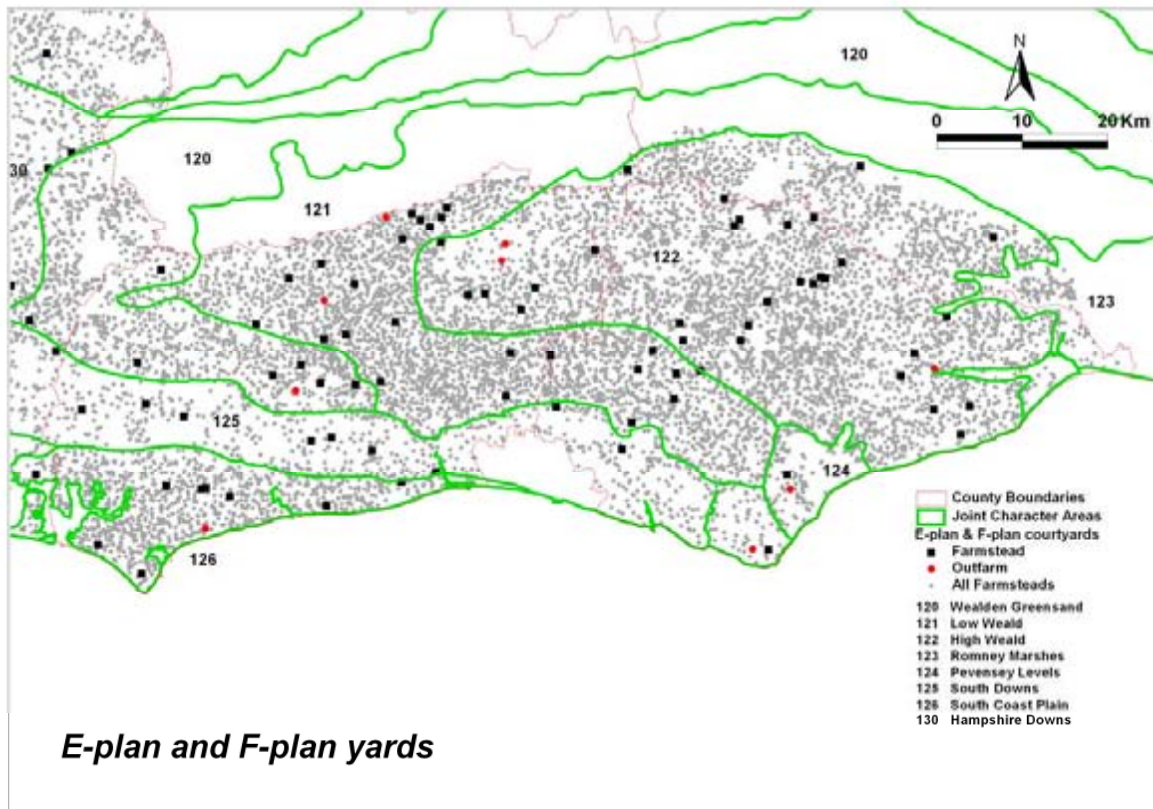 120
N
0 10 20 Km
120
30
121
122
123
125
124
126
County Boundaries
Joint Character Areas
E-plan & F-plan courtyards
Farmstead
Outfarm
All Farmsteads
120 Wealden Greensand
121 Low Weald
122 High Weald
123 Romney Marshes
124 Pevensey Levels
125 South Downs
126 South Coast Plain
130 Hampshire Downs
E-plan and F-plan yards